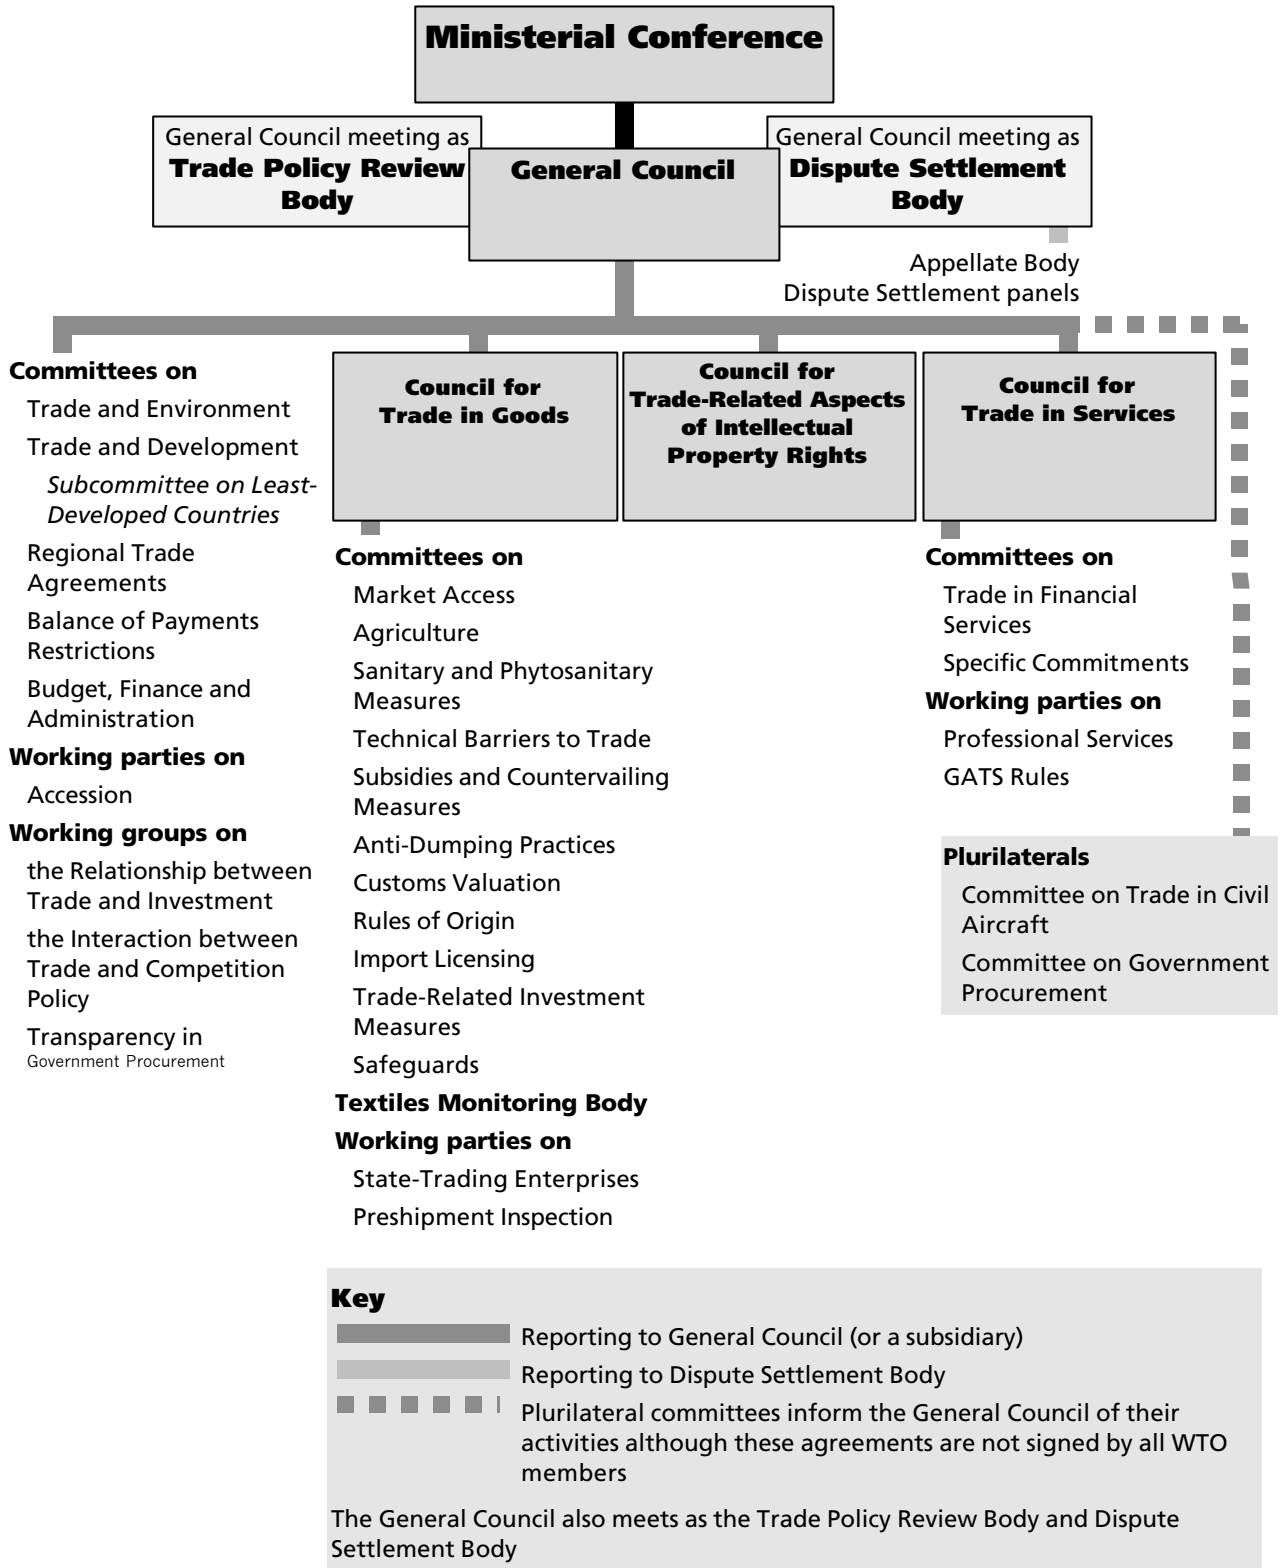 Ministerial Conference
General Council meeting as
Trade Policy Review
Body
General Council
General Council meeting as
Dispute Settlement
Body
Appellate Body
Dispute Settlement panels
Committees on
Trade and Environment
Trade and Development
Subcommittee on Least-
Developed Countries
Regional Trade
Agreements
Balance of Payments
Restrictions
Budget, Finance and
Administration
Working parties on
Accession
Working groups on
the Relationship between
Trade and Investment
the Interaction between
Trade and Competition
Policy
Transparency in
Government Procurement
Council for
Trade in Goods
Committees on
Market Access
Agriculture
Sanitary and Phytosanitary
Measures
Technical Barriers to Trade
Subsidies and Countervailing
Measures
Anti-Dumping Practices
Customs Valuation
Rules of Origin
Import Licensing
Trade-Related Investment
Measures
Safeguards
Textiles Monitoring Body
Working parties on
State-Trading Enterprises
Preshipment Inspection
Council for
Trade-Related Aspects
of Intellectual
Property Rights
Council for
Trade in Services
Committees on
Trade in Financial
Services
Specific Commitments
Working parties on
Professional Services
GATS Rules
Plurilaterals
Committee on Trade in Civil
Aircraft
Committee on Government
Procurement
Key
Reporting to General Council (or a subsidiary)
Reporting to Dispute Settlement Body
Plurilateral committees inform the General Council of their
activities although these agreements are not signed by all WTO
members
The General Council also meets as the Trade Policy Review Body and Dispute
Settlement Body